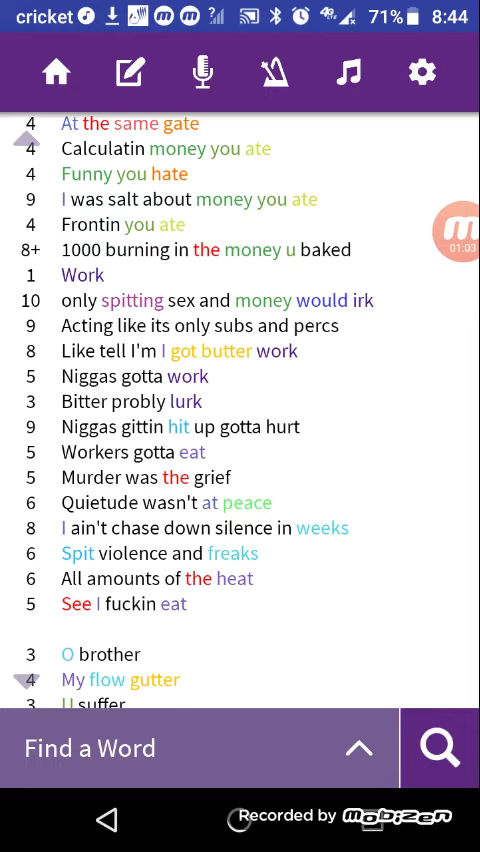 cricket 4G 71% 8:44
4 At the same gate
4 Calculatin money you ate
4 Funny you hate
9 I was salt about money you ate
4 Frontin you ate
01:03
8+ 1000 burning in the money u baked
1 Work
10 only spitting sex and money would irk
9 Acting like its only subs and percs
8 Like tell I'm I got butter work
5 Niggas gotta work
3 Bitter probly lurk
9 Niggas gittin hit up gotta hurt
5 Workers gotta eat
5 Murder was the grief
6 Quietude wasn't at peace
8 I ain't chase down silence in weeks
6 Spit violence and freaks
6 All amounts of the heat
5 See I fuckin eat
3 O brother
4 My flow gutter
3 U suffer
Find a Word
Recorded by Mobizen